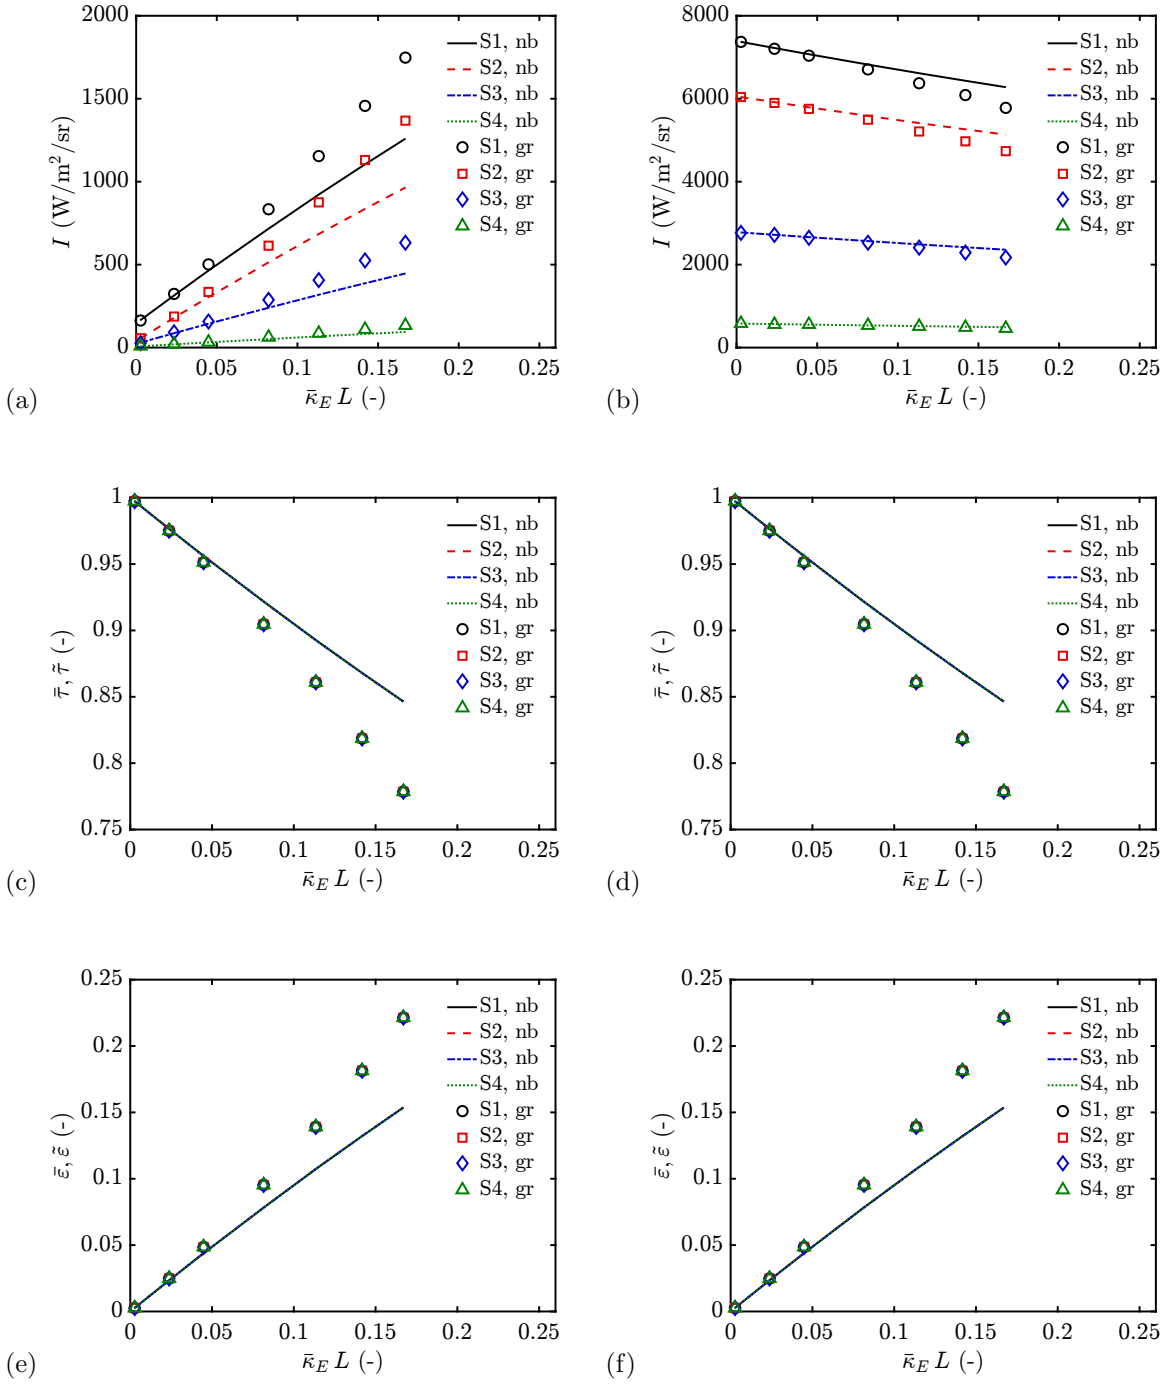 2000
1500
1000
500
0
I (W/m²/sr)
S1, nb
S2, nb
S3, nb
S4, nb
S1, gr
S2, gr
S3, gr
S4, gr
0 0.05 0.1 0.15 0.2 0.25
(a)
κ̄_E L (-)
8000
6000
4000
2000
0
I (W/m²/sr)
S1, nb
S2, nb
S3, nb
S4, nb
S1, gr
S2, gr
S3, gr
S4, gr
0 0.05 0.1 0.15 0.2 0.25
(b)
κ̄_E L (-)
1
0.95
0.9
0.85
0.8
0.75
τ̄, τ̃ (-)
S1, nb
S2, nb
S3, nb
S4, nb
S1, gr
S2, gr
S3, gr
S4, gr
0 0.05 0.1 0.15 0.2 0.25
(c)
κ̄_E L (-)
1
0.95
0.9
0.85
0.8
0.75
τ̄, τ̃ (-)
S1, nb
S2, nb
S3, nb
S4, nb
S1, gr
S2, gr
S3, gr
S4, gr
0 0.05 0.1 0.15 0.2 0.25
(d)
κ̄_E L (-)
0.25
0.2
0.15
0.1
0.05
0
ε̄, ε̃ (-)
S1, nb
S2, nb
S3, nb
S4, nb
S1, gr
S2, gr
S3, gr
S4, gr
0 0.05 0.1 0.15 0.2 0.25
(e)
κ̄_E L (-)
0.25
0.2
0.15
0.1
0.05
0
ε̄, ε̃ (-)
S1, nb
S2, nb
S3, nb
S4, nb
S1, gr
S2, gr
S3, gr
S4, gr
0 0.05 0.1 0.15 0.2 0.25
(f)
κ̄_E L (-)